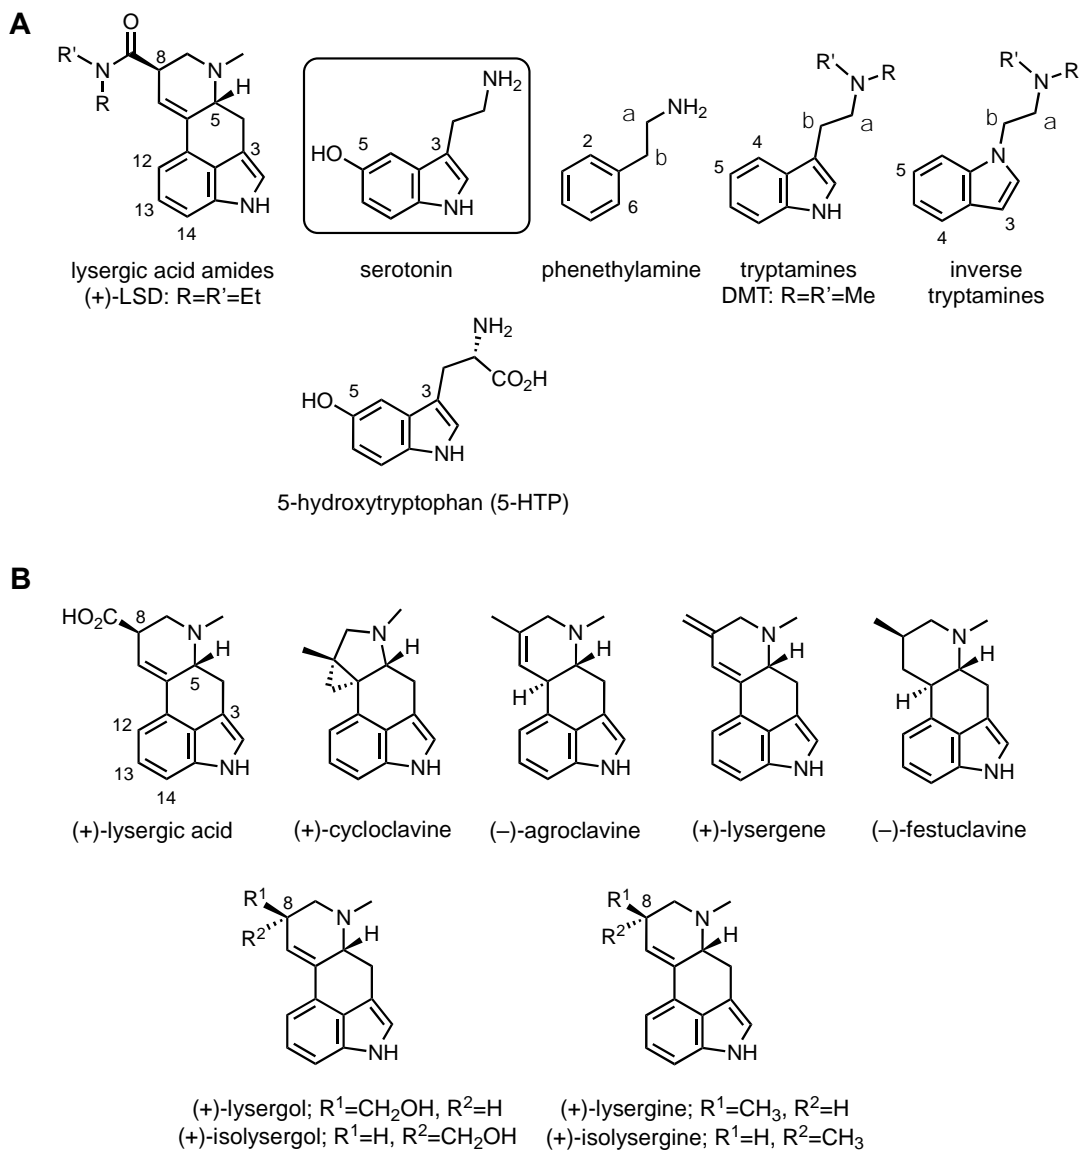 A
O
R'
N
R
8
N
H
5
3
12
13
14
NH
lysergic acid amides
(+)-LSD: R=R'=Et
NH₂
HO
5
3
NH
serotonin
a
NH₂
2
b
6
phenethylamine
R'
N
R
b
a
4
5
NH
tryptamines
DMT: R=R'=Me
R'
N
R
b
a
N
5
4
3
inverse
tryptamines
NH₂
CO₂H
HO
5
3
NH
5-hydroxytryptophan (5-HTP)
B
HO₂C
8
N
H
5
3
12
13
14
NH
(+)-lysergic acid
N
H
NH
(+)-cycloclavine
N
H
H
NH
(–)-agroclavine
N
H
NH
(+)-lysergene
N
H
H
NH
(–)-festuclavine
R¹
8
R²
N
H
NH
(+)-lysergol; R¹=CH₂OH, R²=H
(+)-isolysergol; R¹=H, R²=CH₂OH
R¹
8
R²
N
H
NH
(+)-lysergine; R¹=CH₃, R²=H
(+)-isolysergine; R¹=H, R²=CH₃